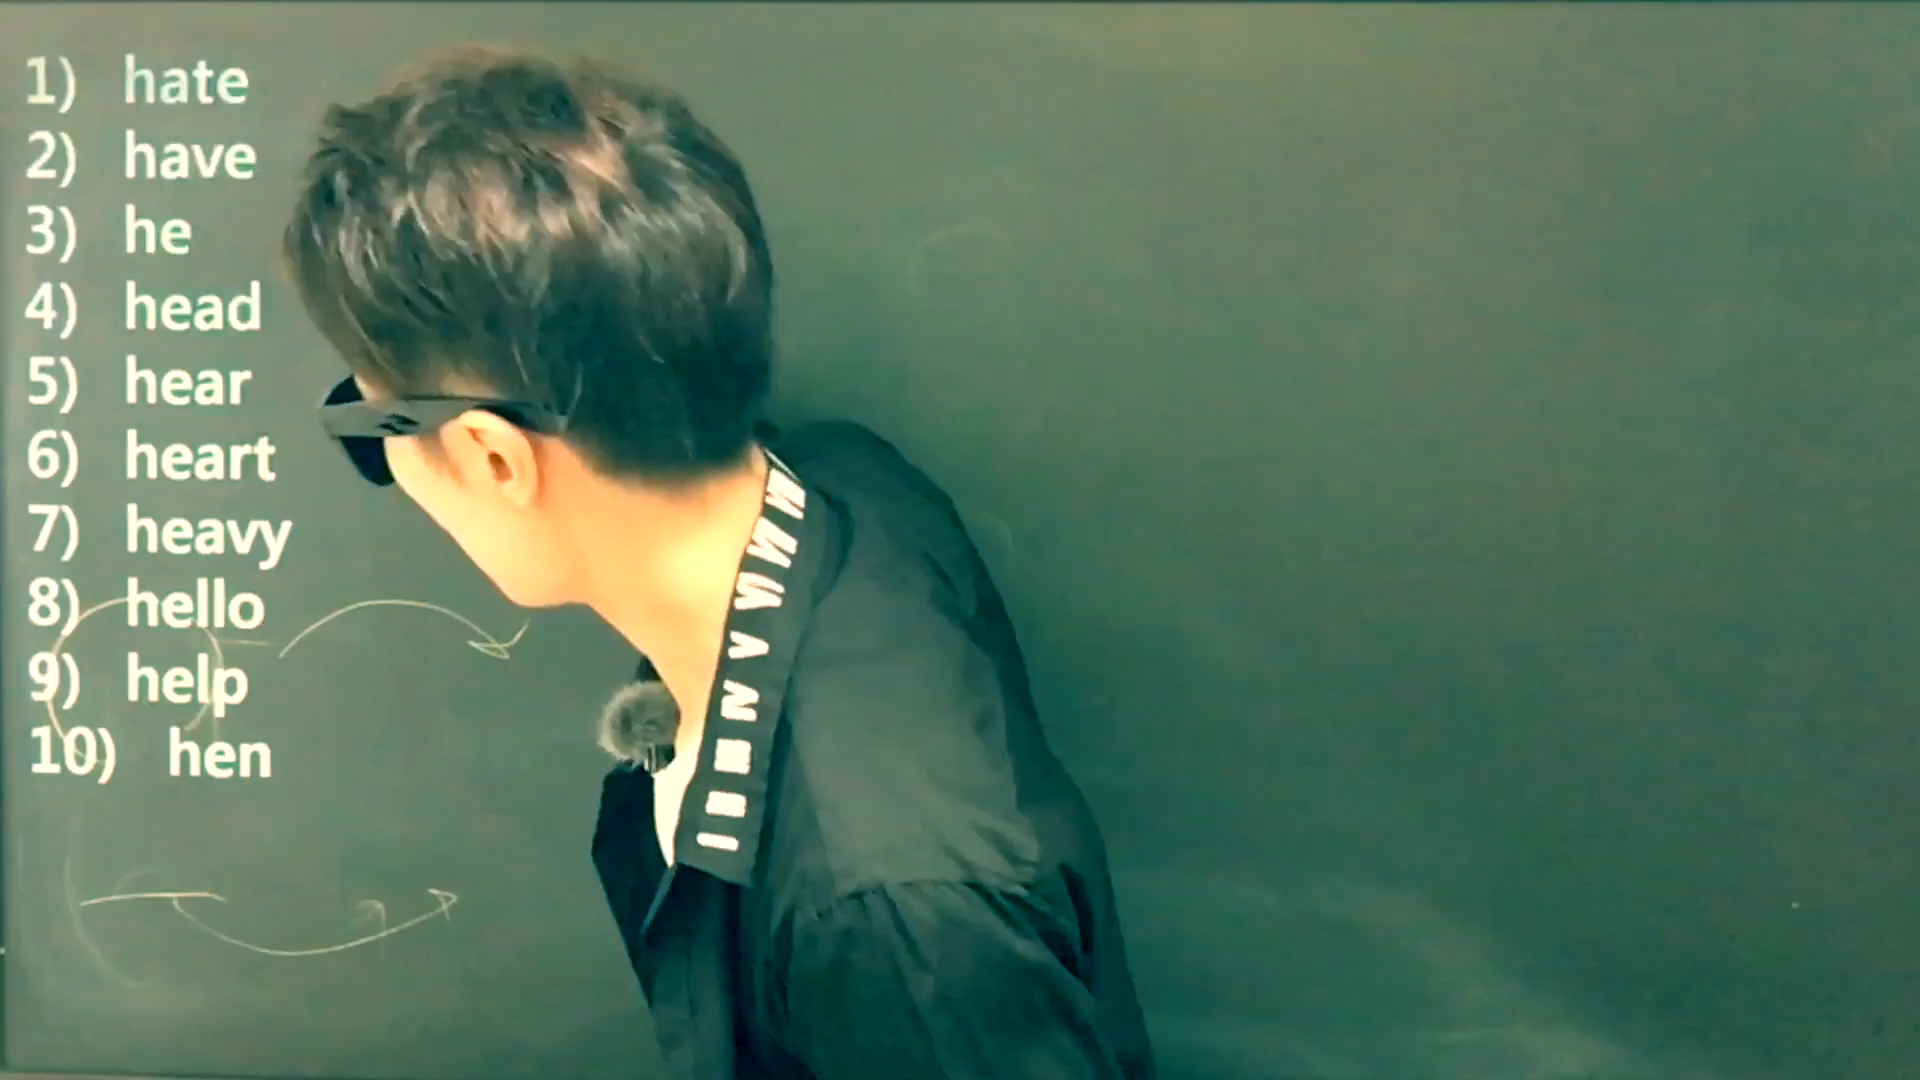 1) hate
2) have
3) he
4) head
5) hear
6) heart
7) heavy
8) hello
9) help
10) hen